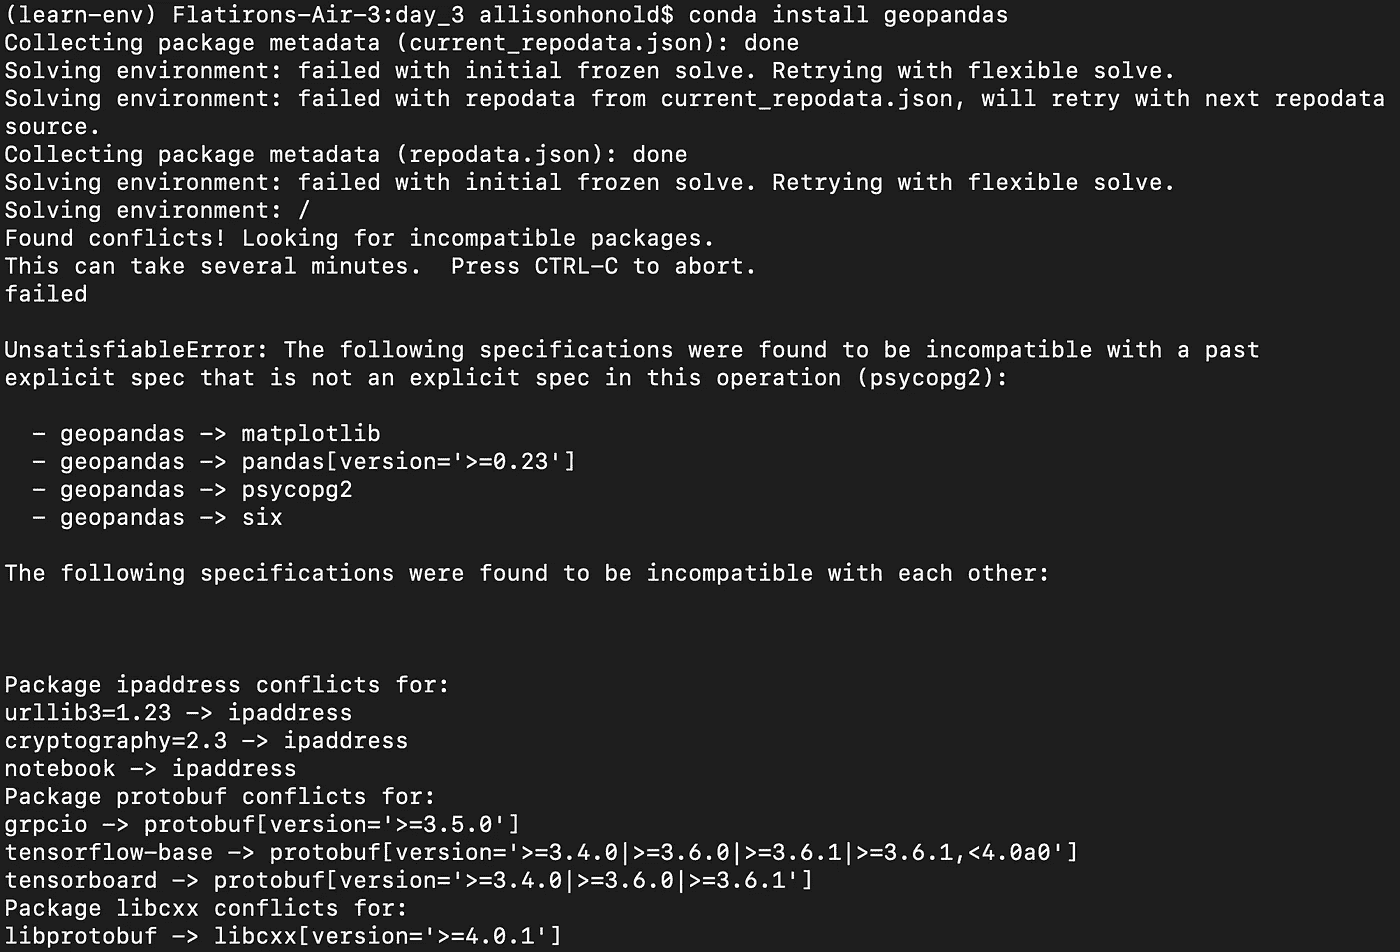 (learn-env) Flatirons-Air-3:day_3 allisonhonold$ conda install geopandas
Collecting package metadata (current_repodata.json): done
Solving environment: failed with initial frozen solve. Retrying with flexible solve.
Solving environment: failed with repodata from current_repodata.json, will retry with next repodata
source.
Collecting package metadata (repodata.json): done
Solving environment: failed with initial frozen solve. Retrying with flexible solve.
Solving environment: /
Found conflicts! Looking for incompatible packages.
This can take several minutes.  Press CTRL-C to abort.
failed

UnsatisfiableError: The following specifications were found to be incompatible with a past
explicit spec that is not an explicit spec in this operation (psycopg2):

  - geopandas -> matplotlib
  - geopandas -> pandas[version='>=0.23']
  - geopandas -> psycopg2
  - geopandas -> six

The following specifications were found to be incompatible with each other:

Package ipaddress conflicts for:
urllib3=1.23 -> ipaddress
cryptography=2.3 -> ipaddress
notebook -> ipaddress
Package protobuf conflicts for:
grpcio -> protobuf[version='>=3.5.0']
tensorflow-base -> protobuf[version='>=3.4.0|>=3.6.0|>=3.6.1|>=3.6.1,<4.0a0']
tensorboard -> protobuf[version='>=3.4.0|>=3.6.0|>=3.6.1']
Package libcxx conflicts for:
libprotobuf -> libcxx[version='>=4.0.1']